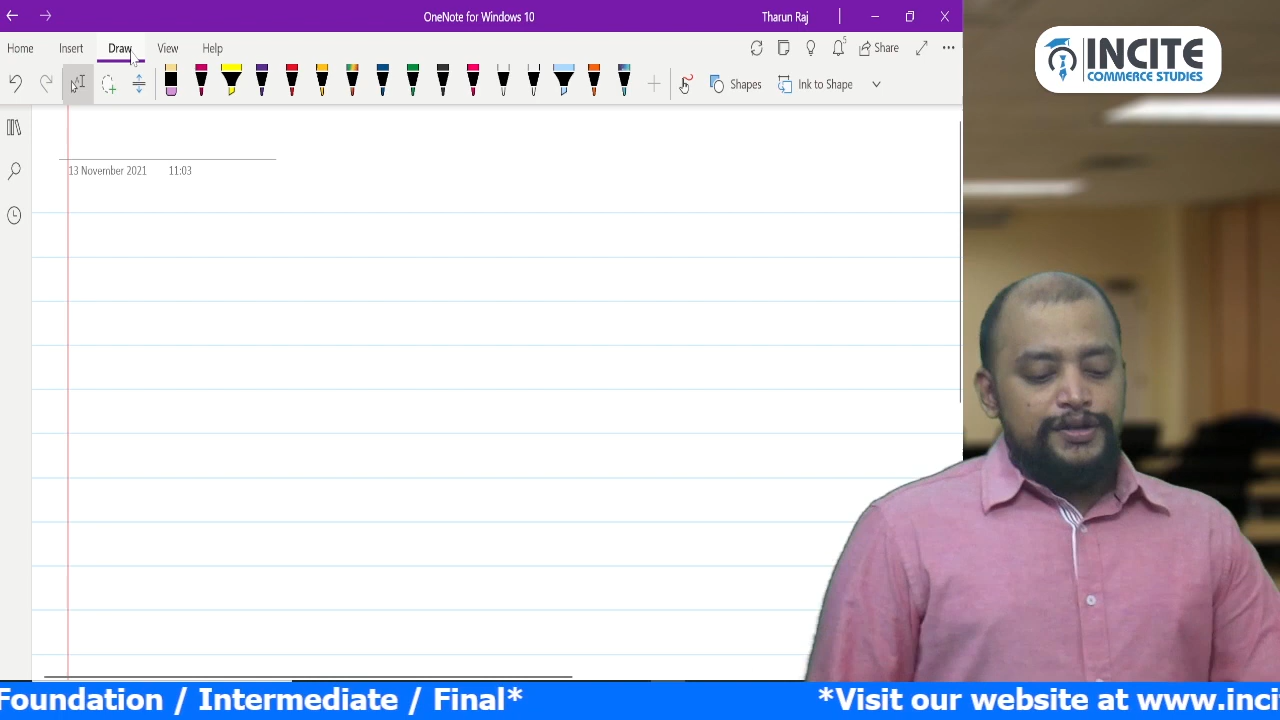 OneNote for Windows 10
Tharun Raj
Home Insert Draw View Help
5
Share
Shapes
Ink to Shape
13 November 2021 11:03
INCITE
COMMERCE STUDIES
Foundation / Intermediate / Final* *Visit our website at www.inci